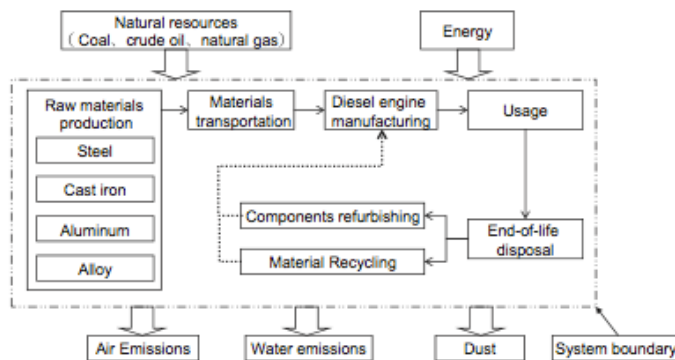 Natural resources
（Coal、crude oil、natural gas）
Energy
Raw materials
production
Steel
Cast iron
Aluminum
Alloy
Materials
transportation
Diesel engine
manufacturing
Usage
Components refurbishing
Material Recycling
End-of-life
disposal
Air Emissions
Water emissions
Dust
System boundary